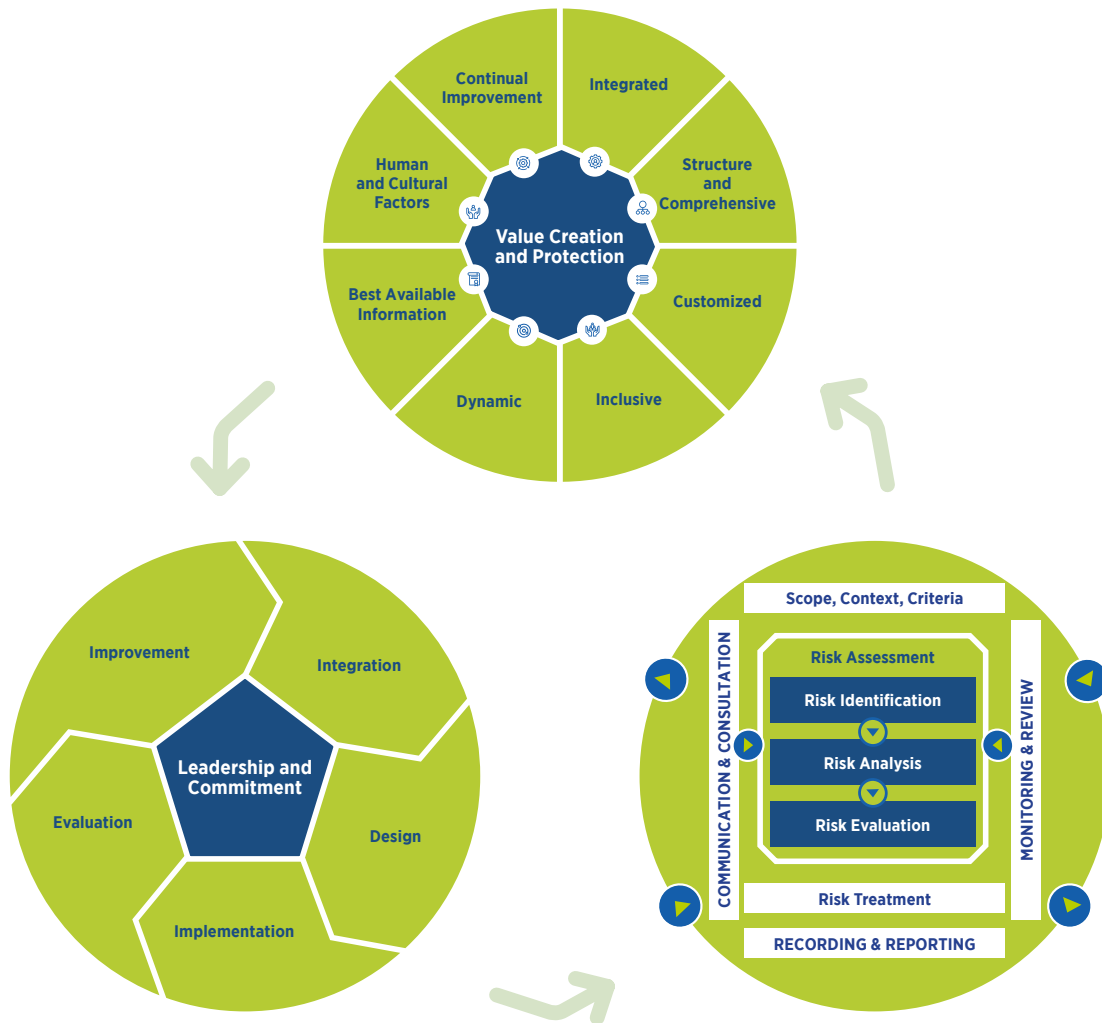 Continual
Improvement
Integrated
Human
and Cultural
Factors
Structure
and
Comprehensive
Value Creation
and Protection
Best Available
Information
Customized
Dynamic
Inclusive
Improvement
Integration
Leadership and
Commitment
Evaluation
Design
Implementation
Scope, Context, Criteria
COMMUNICATION & CONSULTATION
Risk Assessment
Risk Identification
Risk Analysis
Risk Evaluation
MONITORING & REVIEW
Risk Treatment
RECORDING & REPORTING